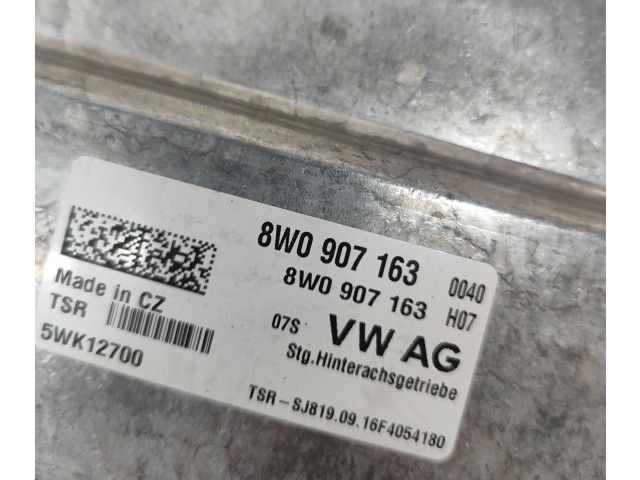 8W0 907 163 0040
8W0 907 163 H07
Made in CZ
TSR
07S VW AG
5WK12700
Stg.Hinterachsgetriebe
TSR-SJ819.09.16F4054180